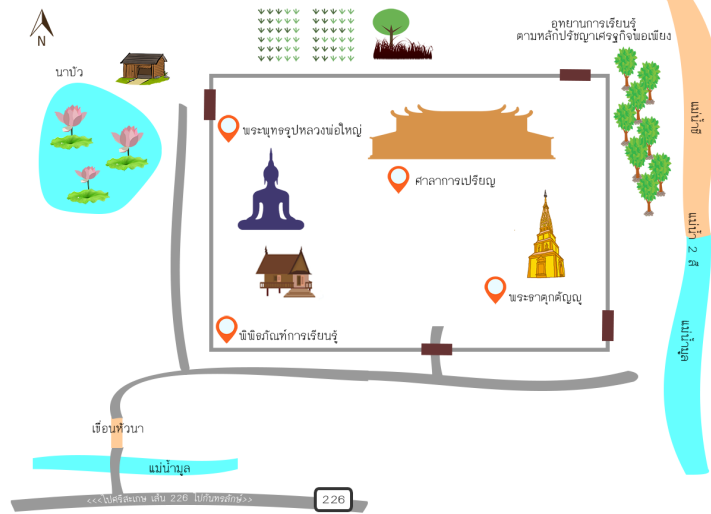 N
อุทยานการเรียนรู้
ตามหลักปรัชญาเศรฐกิจพอเพียง
นาบัว
แม่น้ำชี
พระพุทธรูปหลวงพ่อใหญ่
ศาลาการเปรียญ
แม่น้ำ 2 สี
พระธาตุกตัญญู
พิพิธภัณฑ์การเรียนรู้
แม่น้ำมูล
เขื่อนหัวนา
แม่น้ำมูล
<<<ไปศรีสะเกษ เส้น 226 ไปกันทรลักษ์>>
226